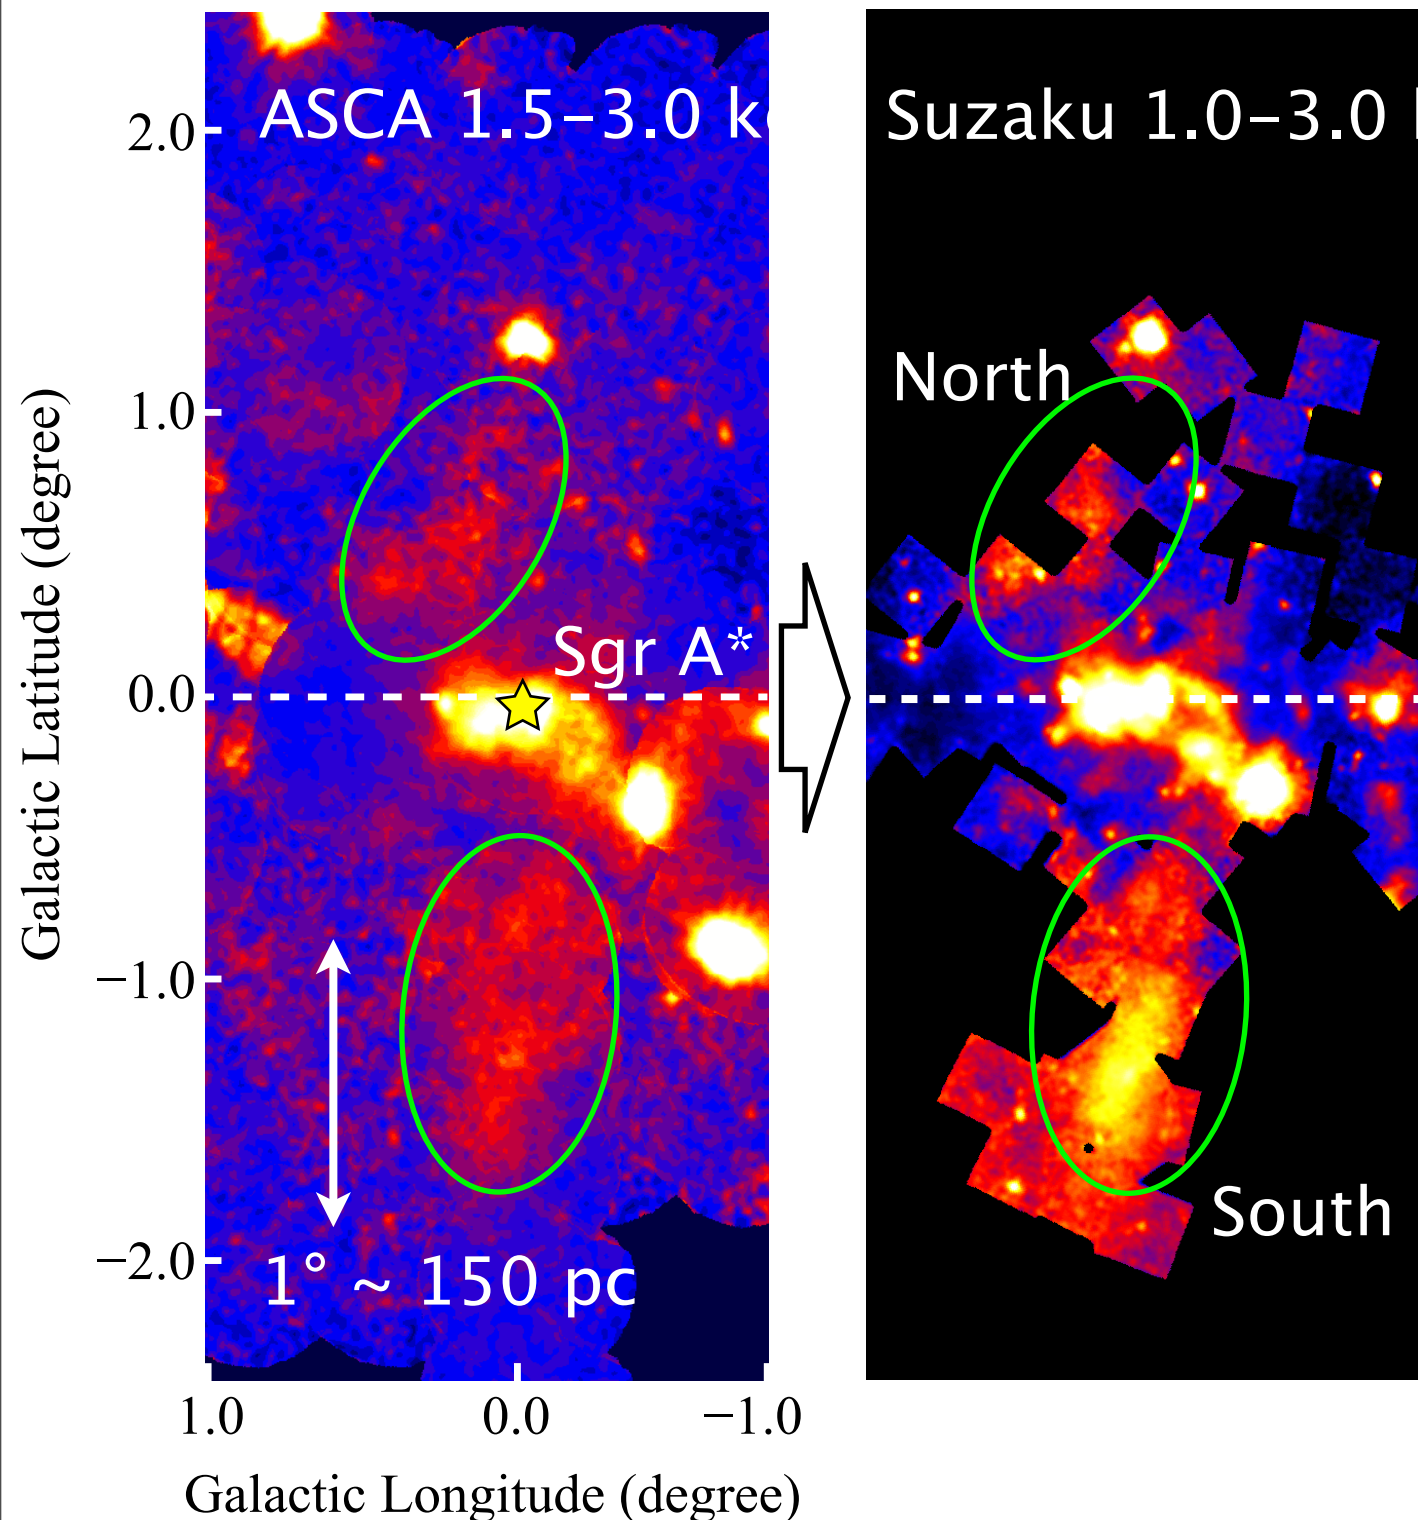 ASCA 1.5–3.0 k
Suzaku 1.0–3.0
2.0
North
1.0
Sgr A*
0.0
Galactic Latitude (degree)
−1.0
South
−2.0
1° ~ 150 pc
1.0 0.0 −1.0
Galactic Longitude (degree)